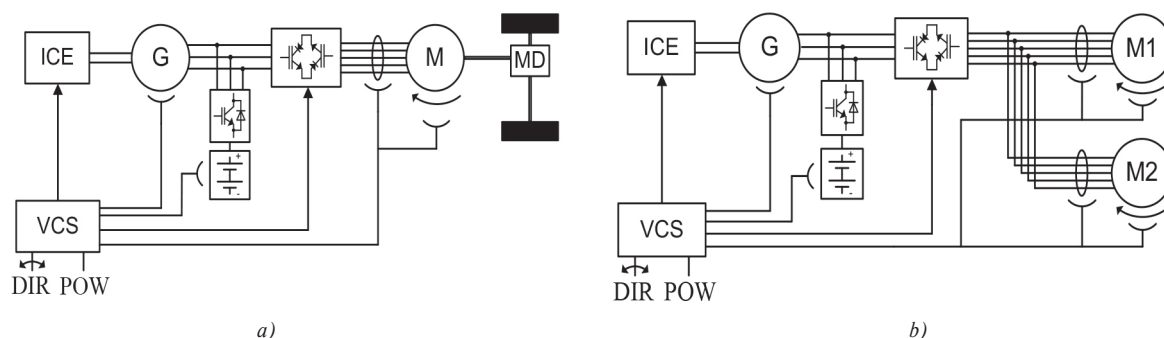 ICE
G
M
MD
VCS
DIR POW
+
-
a)
ICE
G
M1
M2
VCS
DIR POW
+
-
b)